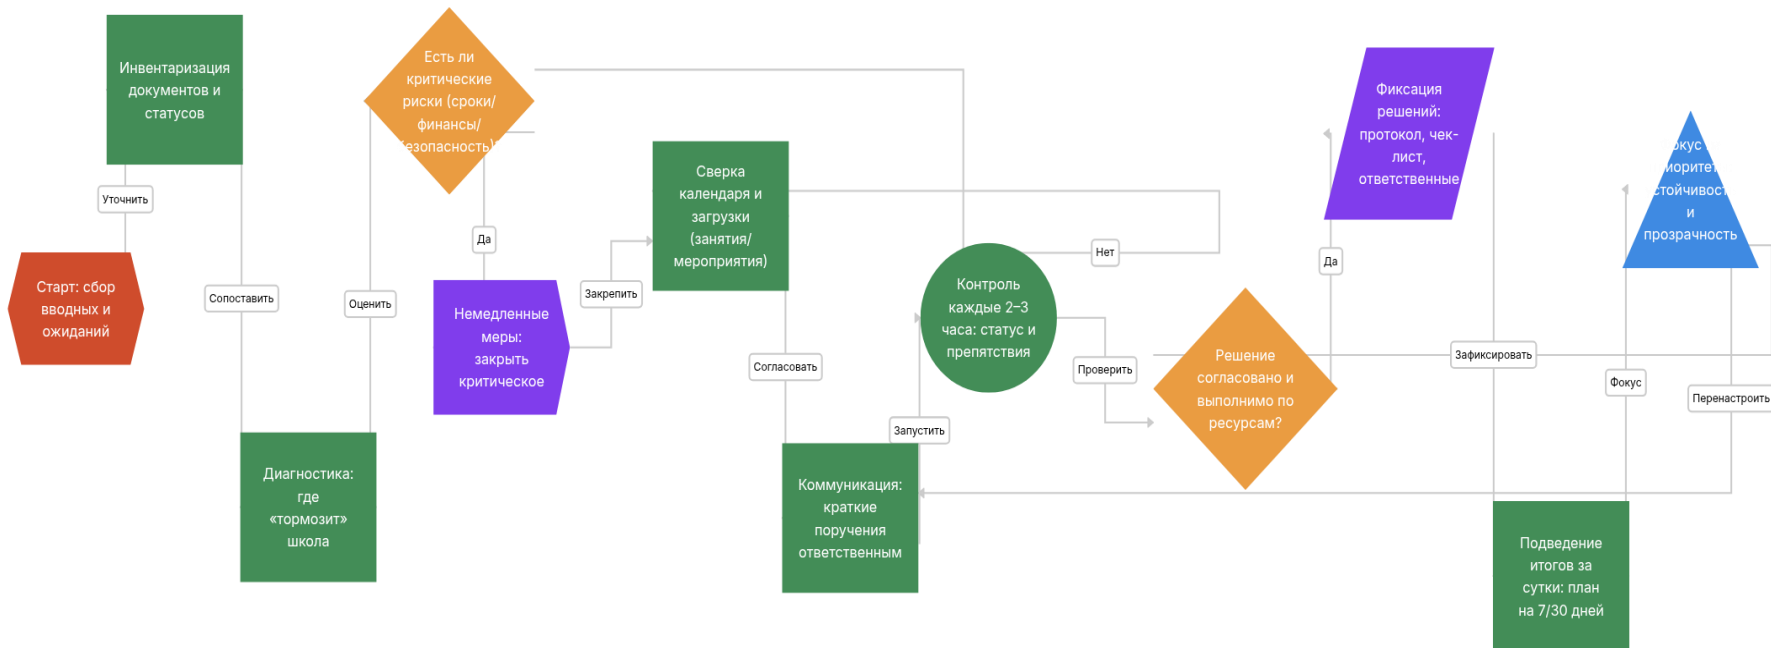 Инвентаризация
документов и
статусов
Уточнить
Старт: сбор
вводных и
ожиданий
Сопоставить
Диагностика:
где
«тормозит»
школа
Оценить
Есть ли
критические
риски (сроки/
финансы/
Да
Немедленные
меры:
закрыть
критическое
Закрепить
Сверка
календаря и
загрузки
(занятия/
мероприятия)
Согласовать
Коммуникация:
краткие
поручения
ответственным
Запустить
Контроль
каждые 2–3
часа: статус и
препятствия
Нет
Проверить
Решение
согласовано и
выполнимо по
ресурсам?
Да
Фиксация
решений:
протокол, чек-
лист,
ответственные
Зафиксировать
Подведение
итогов за
сутки: план
на 7/30 дней
Фокус
и
прозрачность
Перенастроить